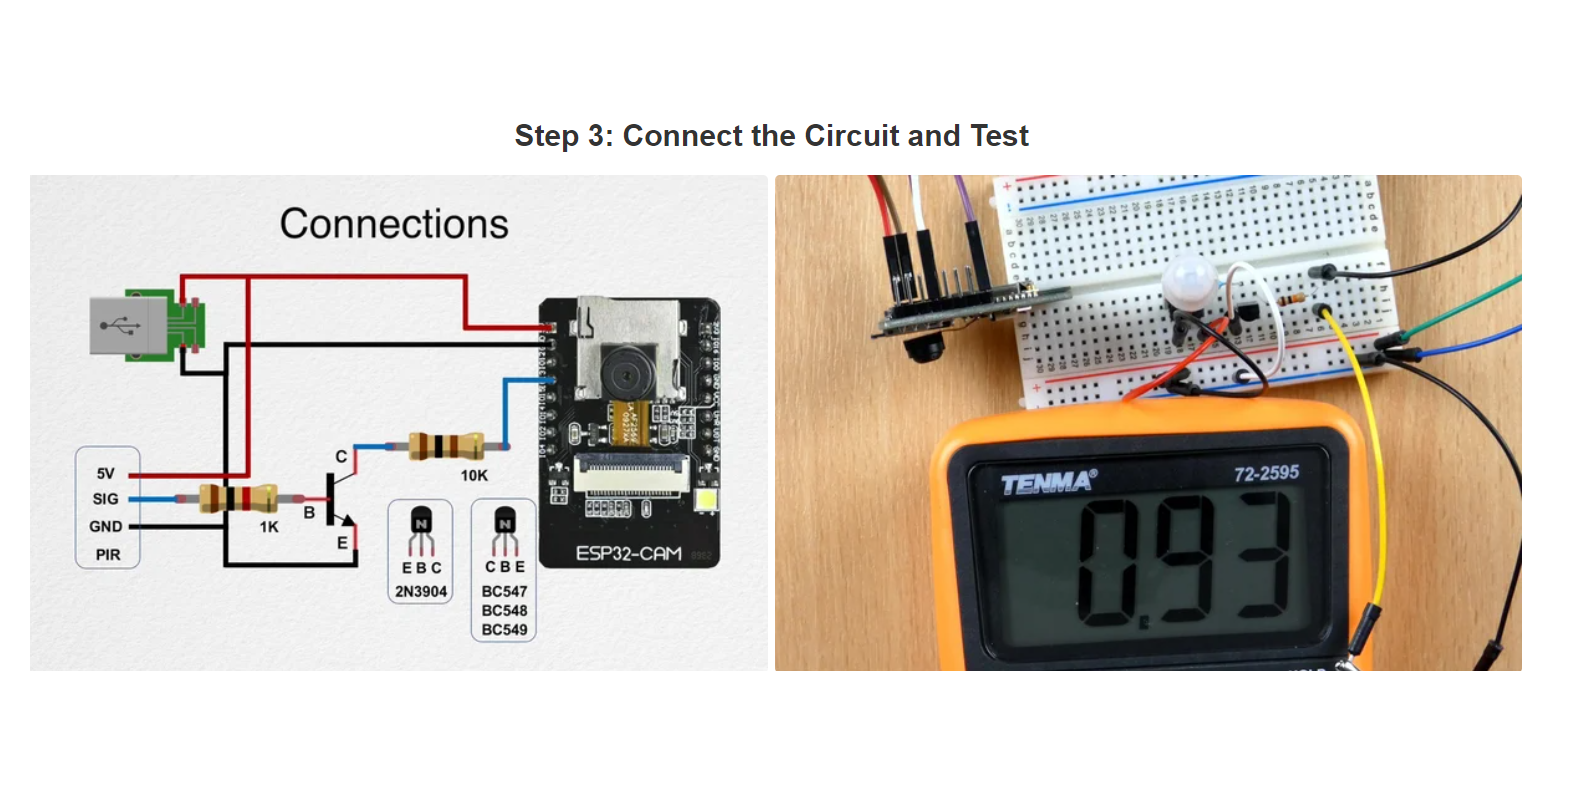 Step 3: Connect the Circuit and Test
Connections
5V
SIG
GND
PIR
1K
B
C
E
10K
N
E B C
2N3904
N
C B E
BC547
BC548
BC549
ESP32-CAM
TENMA®
72-2595
0.93